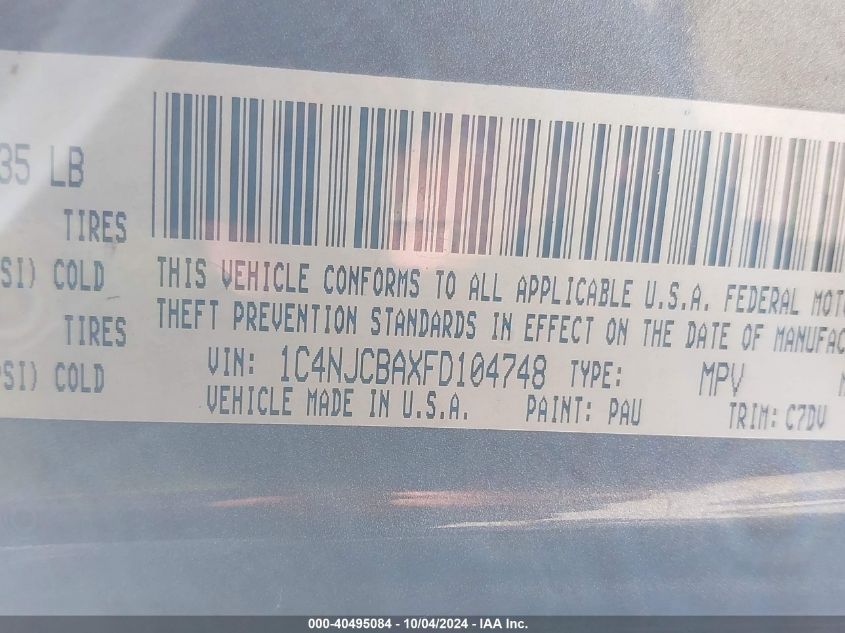 35 LB
TIRES
SI) COLD
TIRES
PSI) COLD
THIS VEHICLE CONFORMS TO ALL APPLICABLE U.S.A. FEDERAL MOTO
THEFT PREVENTION STANDARDS IN EFFECT ON THE DATE OF MANUFAC
VIN: 1C4NJCBAXFD104748 TYPE: MPV
VEHICLE MADE IN U.S.A. PAINT: PAU TRIM: C7DV
000-40495084 - 10/04/2024 - IAA Inc.